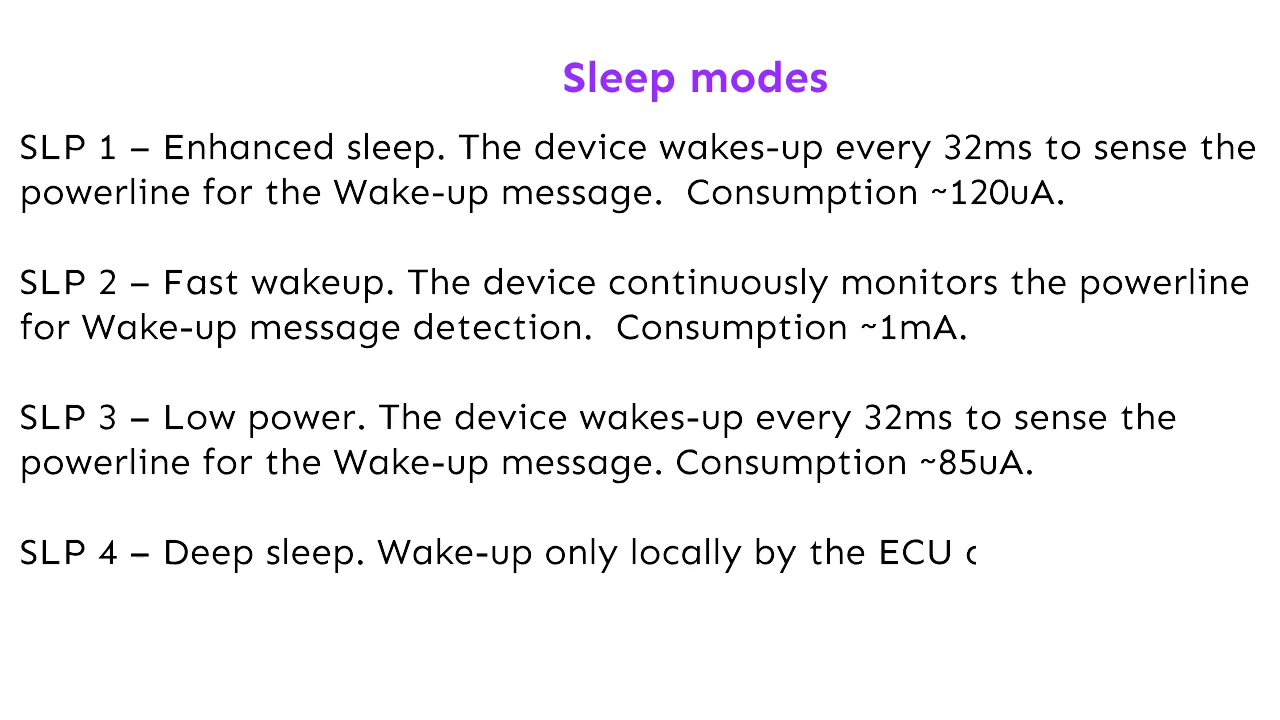 Sleep modes
SLP 1 – Enhanced sleep. The device wakes-up every 32ms to sense the
powerline for the Wake-up message.  Consumption ~120uA.
SLP 2 – Fast wakeup. The device continuously monitors the powerline
for Wake-up message detection.  Consumption ~1mA.
SLP 3 – Low power. The device wakes-up every 32ms to sense the
powerline for the Wake-up message. Consumption ~85uA.
SLP 4 – Deep sleep. Wake-up only locally by the ECU